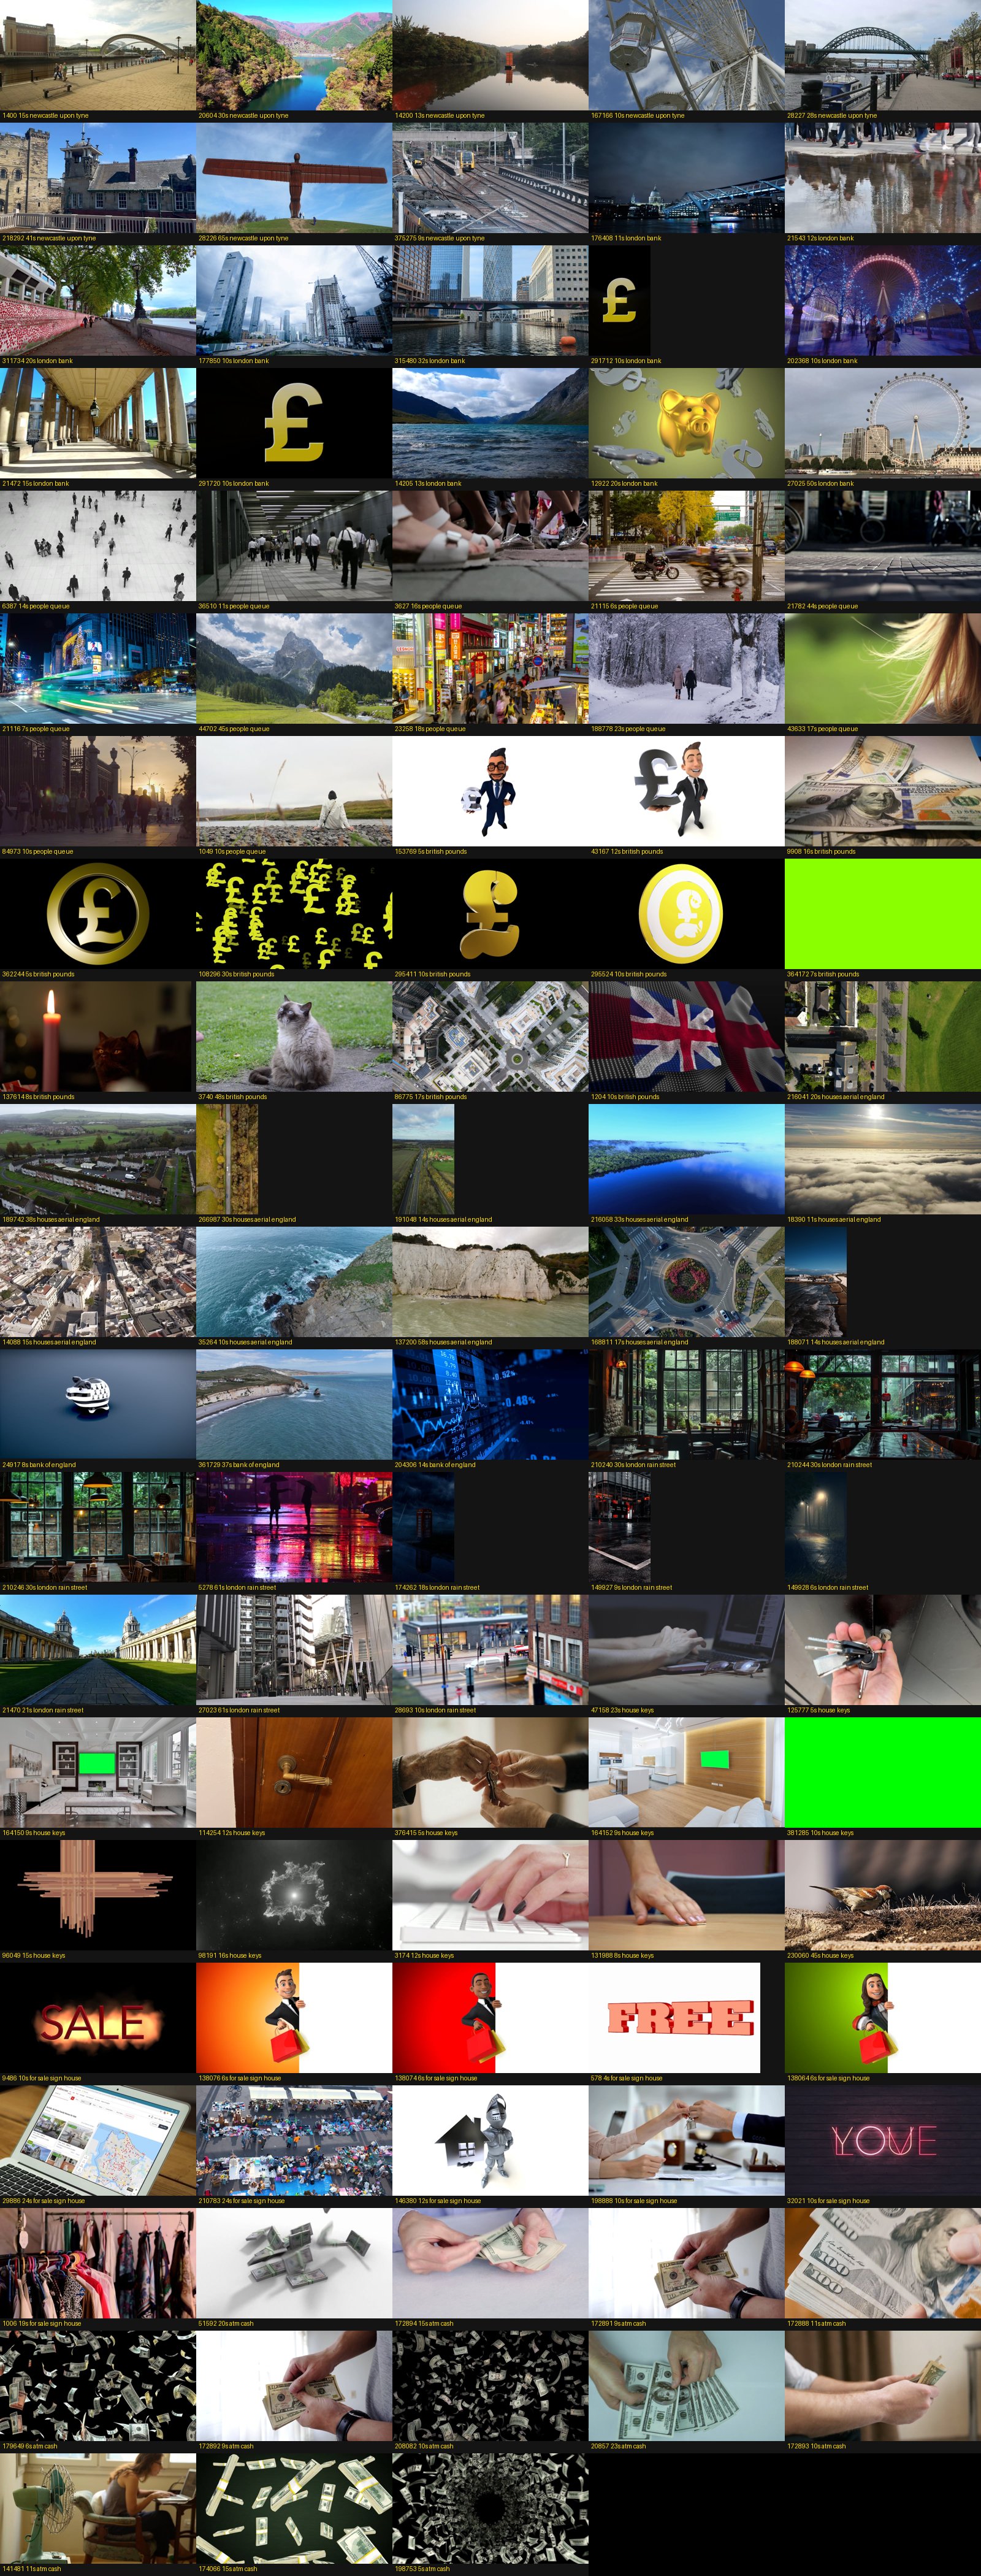 1400 15s newcastle upon tyne
20604 30s newcastle upon tyne
14200 13s newcastle upon tyne
167166 10s newcastle upon tyne
28227 28s newcastle upon tyne
218292 41s newcastle upon tyne
28226 65s newcastle upon tyne
375275 9s newcastle upon tyne
176408 11s london bank
21543 12s london bank
311734 20s london bank
177850 10s london bank
315480 32s london bank
£
291712 10s london bank
202368 10s london bank
21472 15s london bank
£
291720 10s london bank
14205 13s london bank
12922 20s london bank
27025 50s london bank
6387 14s people queue
36510 11s people queue
3627 16s people queue
21115 6s people queue
21782 44s people queue
21116 7s people queue
44702 45s people queue
23258 18s people queue
188778 23s people queue
43633 17s people queue
84973 10s people queue
1049 10s people queue
153769 5s british pounds
43167 12s british pounds
9908 16s british pounds
362244 5s british pounds
108296 30s british pounds
295411 10s british pounds
295524 10s british pounds
364172 7s british pounds
137614 8s british pounds
3740 48s british pounds
86775 17s british pounds
1204 10s british pounds
216041 20s houses aerial england
189742 38s houses aerial england
266987 30s houses aerial england
191048 14s houses aerial england
216058 33s houses aerial england
18390 11s houses aerial england
14088 15s houses aerial england
35264 10s houses aerial england
137200 58s houses aerial england
168811 17s houses aerial england
188071 14s houses aerial england
24917 8s bank of england
361729 37s bank of england
204306 14s bank of england
210240 30s london rain street
210244 30s london rain street
210246 30s london rain street
5278 61s london rain street
174262 18s london rain street
149927 9s london rain street
149928 6s london rain street
21470 21s london rain street
27023 61s london rain street
28693 10s london rain street
47158 23s house keys
125777 5s house keys
164150 9s house keys
114254 12s house keys
376415 5s house keys
164152 9s house keys
381285 10s house keys
96049 15s house keys
98191 16s house keys
3174 12s house keys
131988 8s house keys
230060 45s house keys
SALE
FREE
9486 10s for sale sign house
138076 6s for sale sign house
138074 6s for sale sign house
578 4s for sale sign house
138064 6s for sale sign house
YOUE
29886 24s for sale sign house
210783 24s for sale sign house
146380 12s for sale sign house
198888 10s for sale sign house
32021 10s for sale sign house
1006 19s for sale sign house
51592 20s atm cash
172894 15s atm cash
172891 9s atm cash
172888 11s atm cash
179649 6s atm cash
172892 9s atm cash
208082 10s atm cash
20857 23s atm cash
172893 10s atm cash
141481 11s atm cash
174066 15s atm cash
198753 5s atm cash